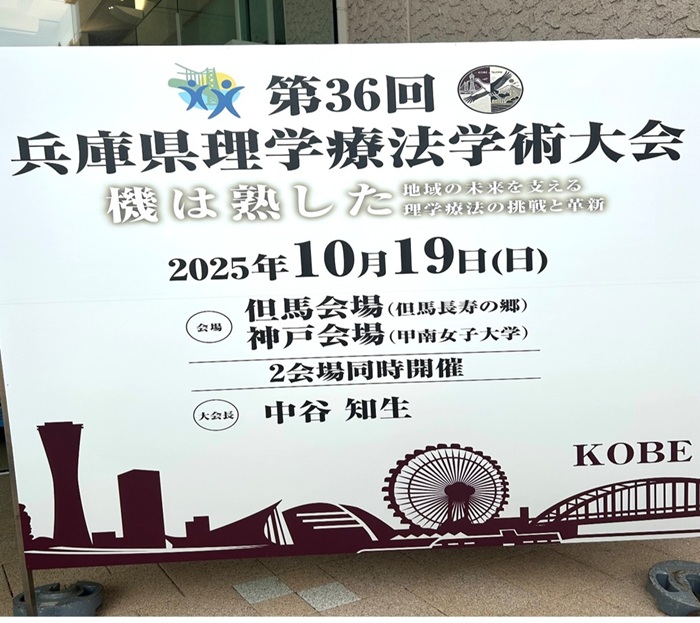 第36回
兵庫県理学療法学術大会
機は熟した 地域の未来を支える
理学療法の挑戦と革新
2025年10月19日(日)
会場 但馬会場(但馬長寿の郷)
神戸会場(甲南女子大学)
2会場同時開催
大会長 中谷 知生
KOBE